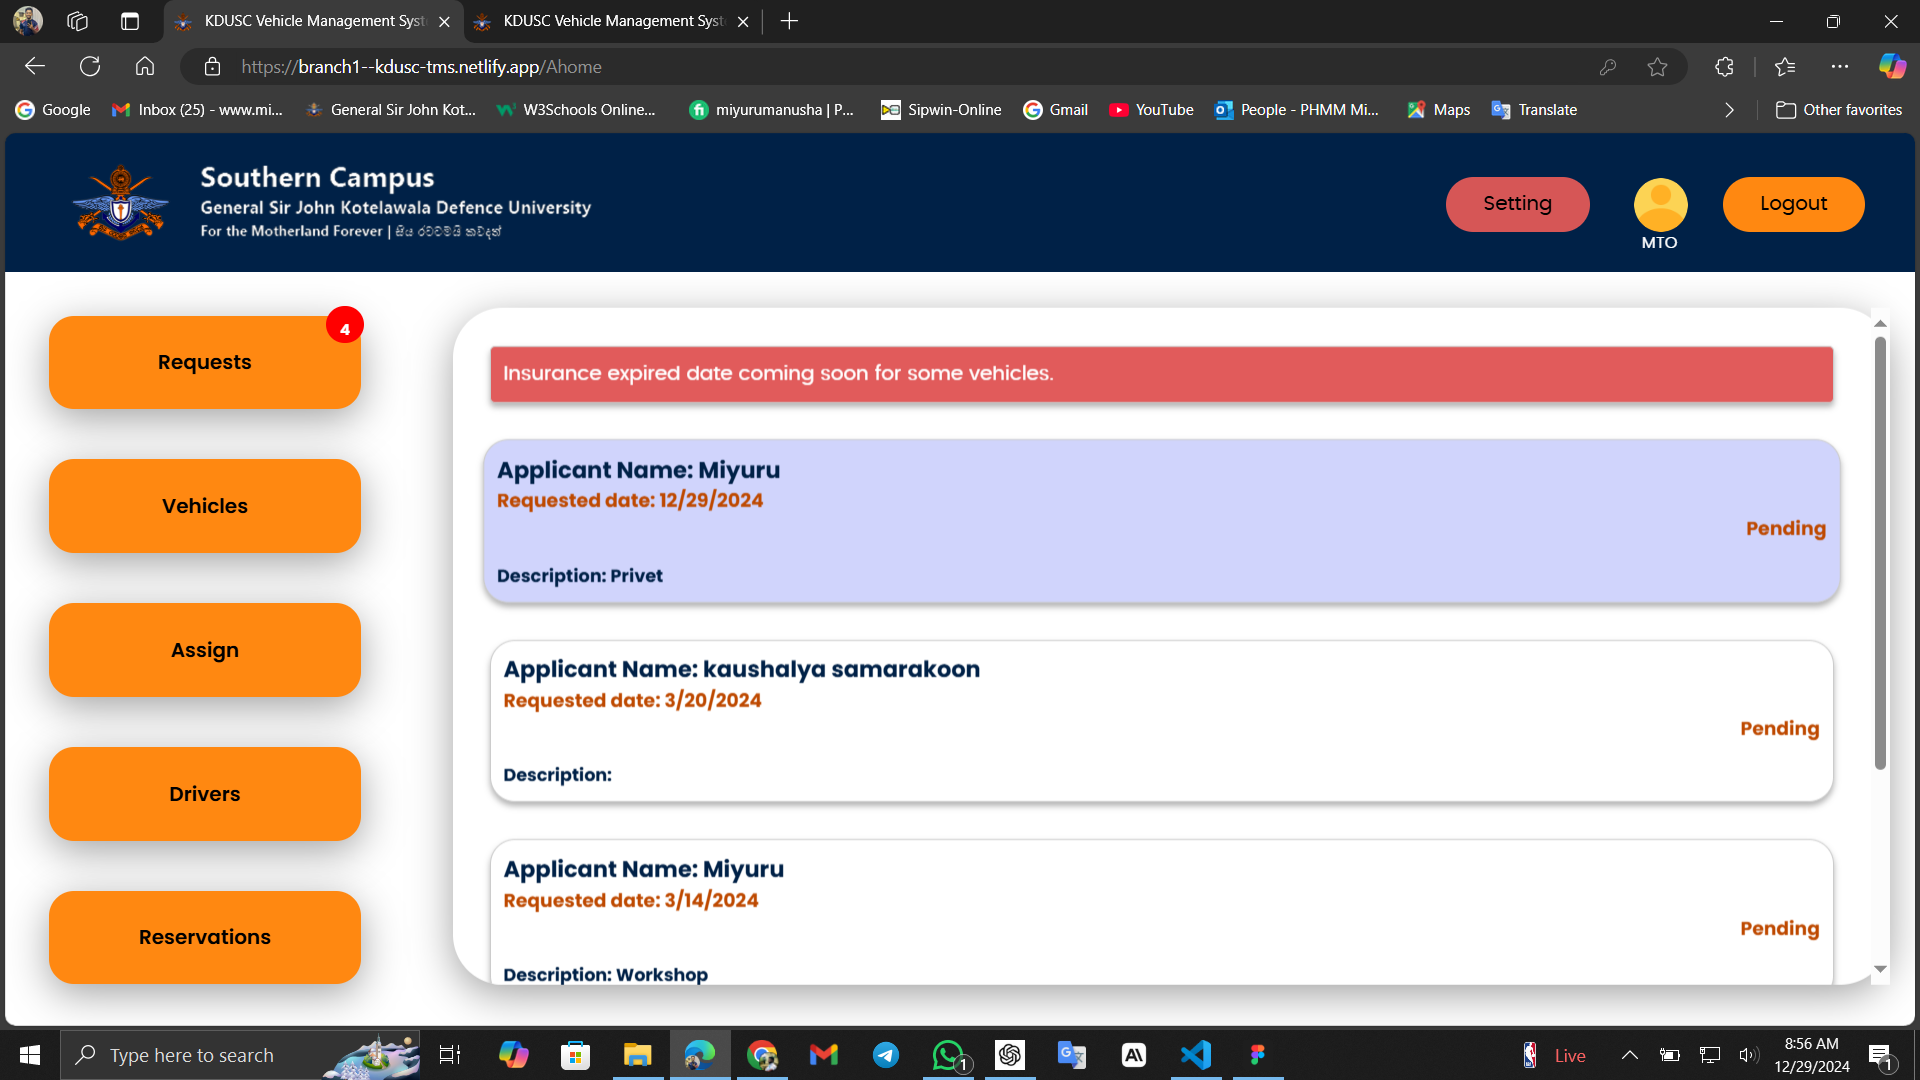 KDUSC Vehicle Management Syst
KDUSC Vehicle Management Syst
https://branch1--kdusc-tms.netlify.app/Ahome
Google
Inbox (25) - www.mi...
General Sir John Kot...
W3Schools Online...
miyurumanusha | P...
Sipwin-Online
Gmail
YouTube
People - PHMM Mi...
Maps
Translate
Other favorites
Southern Campus
General Sir John Kotelawala Defence University
For the Motherland Forever |
Setting
MTO
Logout
4
Requests
Vehicles
Assign
Drivers
Reservations
Insurance expired date coming soon for some vehicles.
Applicant Name: Miyuru
Requested date: 12/29/2024
Pending
Description: Privet
Applicant Name: kaushalya samarakoon
Requested date: 3/20/2024
Pending
Description:
Applicant Name: Miyuru
Requested date: 3/14/2024
Pending
Description: Workshop
Type here to search
1
Live
8:56 AM
12/29/2024
1